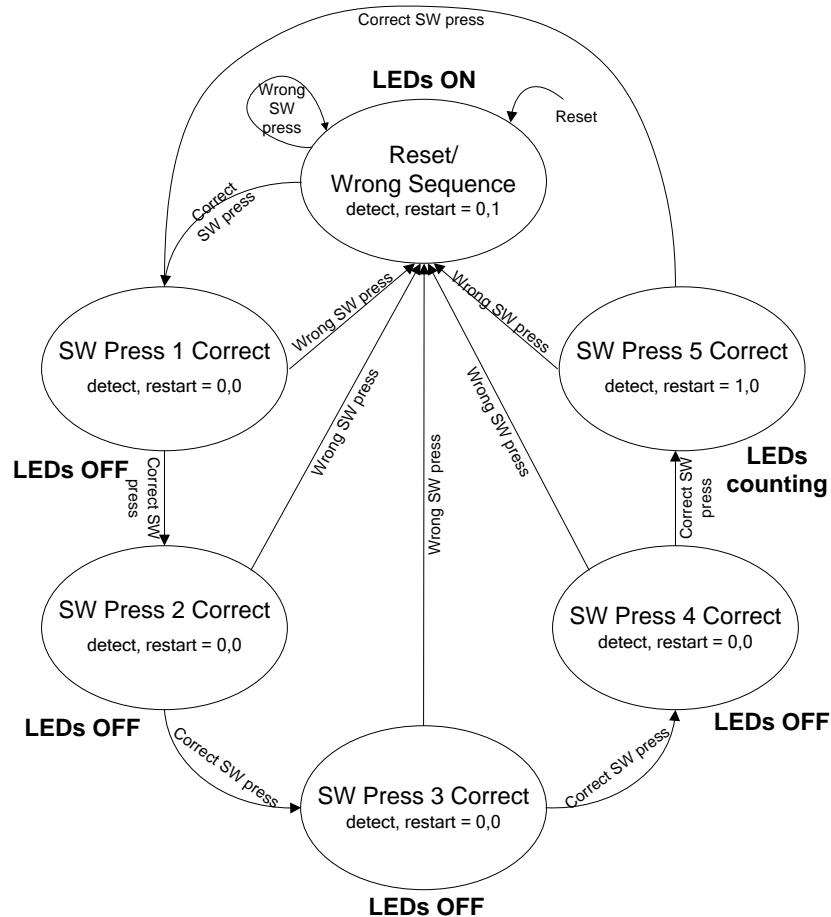 Correct SW press
LEDs ON
Wrong
SW
press
Reset
Reset/
Wrong Sequence
detect, restart = 0,1
Correct
SW press
Wrong SW press
Wrong SW press
SW Press 1 Correct
detect, restart = 0,0
SW Press 5 Correct
detect, restart = 1,0
Wrong SW press
Wrong SW press
Wrong SW press
LEDs OFF
Correct SW
press
LEDs
counting
Correct SW
press
SW Press 2 Correct
detect, restart = 0,0
SW Press 4 Correct
detect, restart = 0,0
LEDs OFF
LEDs OFF
Correct SW press
Correct SW press
SW Press 3 Correct
detect, restart = 0,0
LEDs OFF